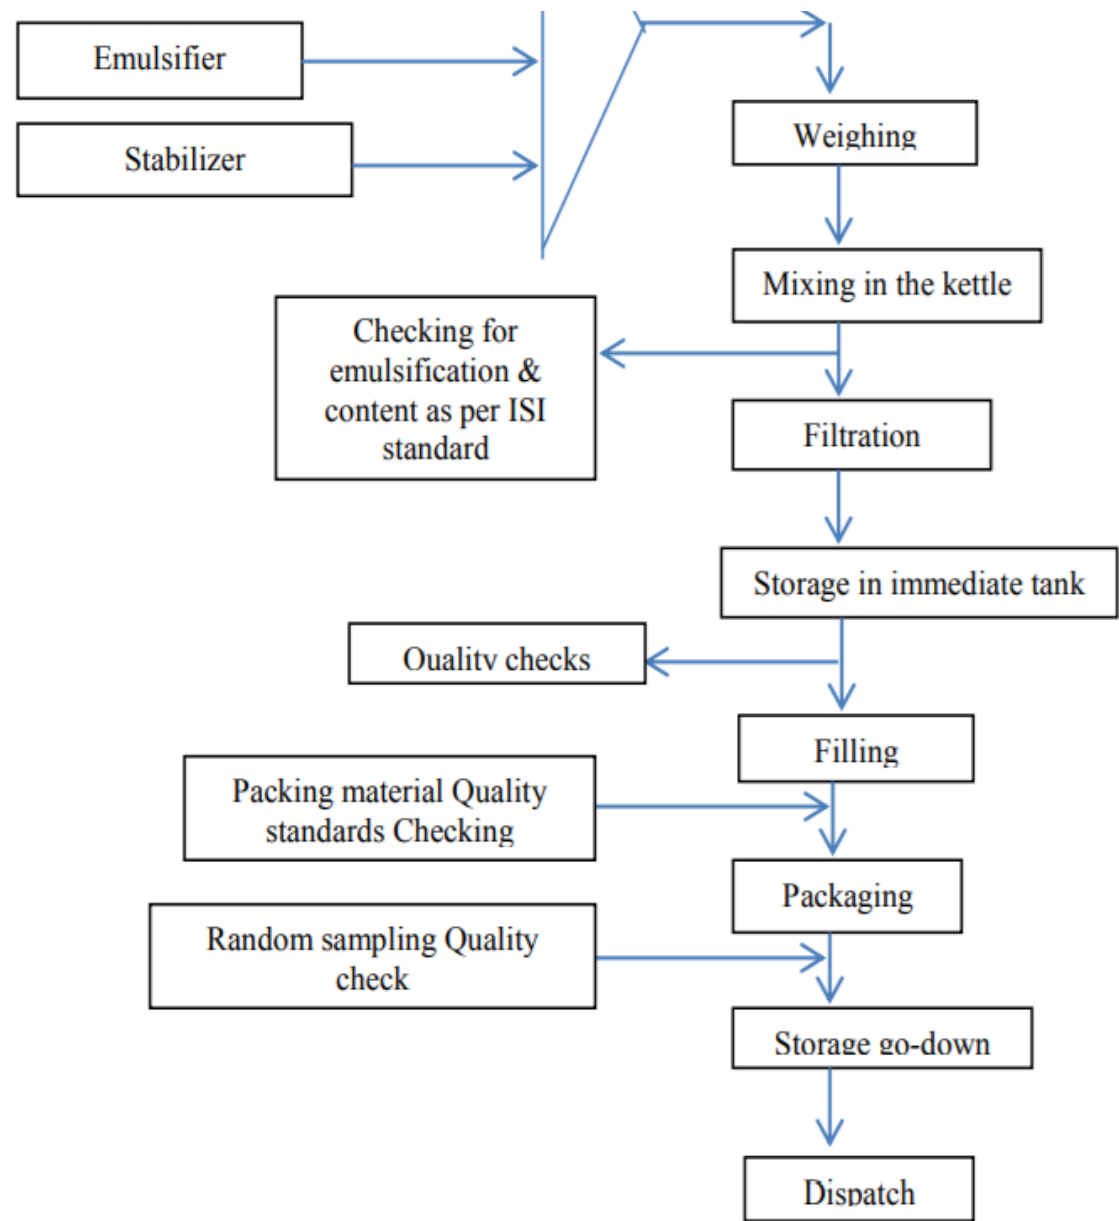 Emulsifier
Stabilizer
Weighing
Mixing in the kettle
Checking for
emulsification &
content as per ISI
standard
Filtration
Storage in immediate tank
Quality checks
Filling
Packing material Quality
standards Checking
Packaging
Random sampling Quality
check
Storage go-down
Dispatch